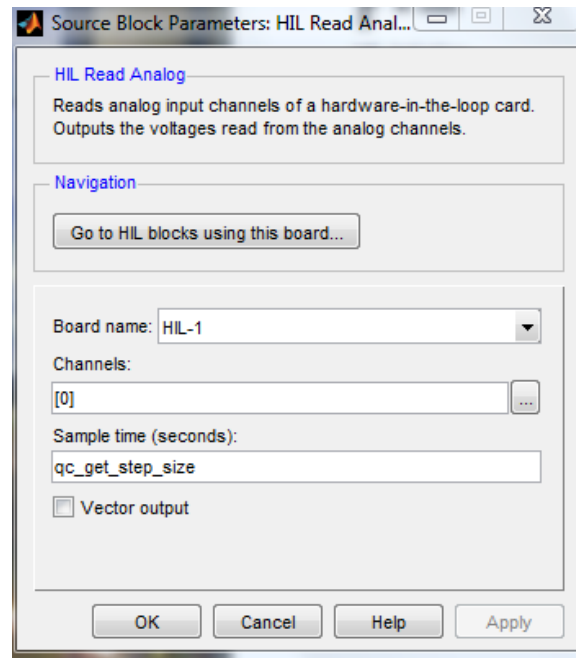 Source Block Parameters: HIL Read Anal...
HIL Read Analog
Reads analog input channels of a hardware-in-the-loop card.
Outputs the voltages read from the analog channels.
Navigation
Go to HIL blocks using this board...
Board name: HIL-1
Channels:
[0]
...
Sample time (seconds):
qc_get_step_size
Vector output
OK Cancel Help Apply